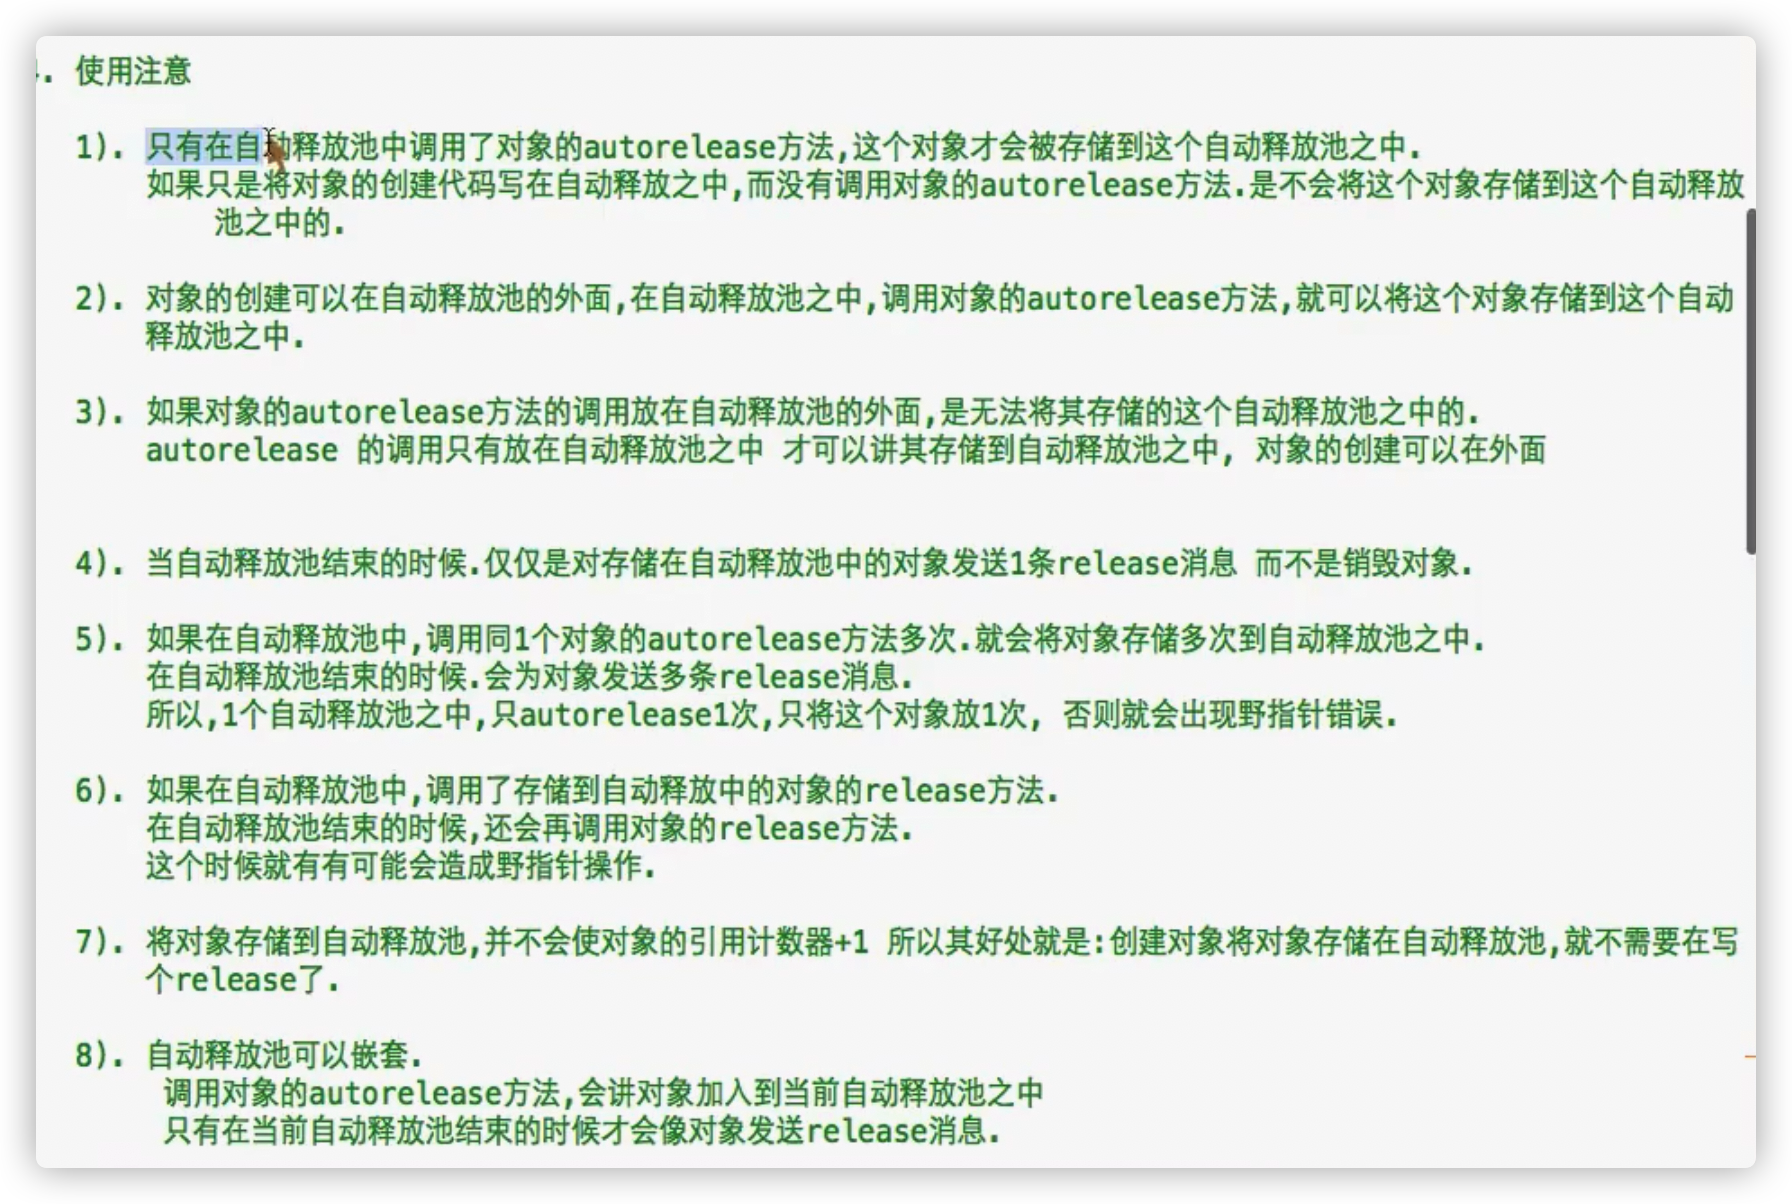 . 使用注意
1). 只有在自动释放池中调用了对象的autorelease方法,这个对象才会被存储到这个自动释放池之中.
如果只是将对象的创建代码写在自动释放之中,而没有调用对象的autorelease方法.是不会将这个对象存储到这个自动释放
池之中的.
2). 对象的创建可以在自动释放池的外面,在自动释放池之中,调用对象的autorelease方法,就可以将这个对象存储到这个自动
释放池之中.
3). 如果对象的autorelease方法的调用放在自动释放池的外面,是无法将其存储的这个自动释放池之中的.
autorelease 的调用只有放在自动释放池之中 才可以讲其存储到自动释放池之中, 对象的创建可以在外面
4). 当自动释放池结束的时候.仅仅是对存储在自动释放池中的对象发送1条release消息 而不是销毁对象.
5). 如果在自动释放池中,调用同1个对象的autorelease方法多次.就会将对象存储多次到自动释放池之中.
在自动释放池结束的时候.会为对象发送多条release消息.
所以,1个自动释放池之中,只autorelease1次,只将这个对象放1次, 否则就会出现野指针错误.
6). 如果在自动释放池中,调用了存储到自动释放中的对象的release方法.
在自动释放池结束的时候,还会再调用对象的release方法.
这个时候就有有可能会造成野指针操作.
7). 将对象存储到自动释放池,并不会使对象的引用计数器+1 所以其好处就是:创建对象将对象存储在自动释放池,就不需要在写
个release了.
8). 自动释放池可以嵌套.
调用对象的autorelease方法,会讲对象加入到当前自动释放池之中
只有在当前自动释放池结束的时候才会像对象发送release消息.